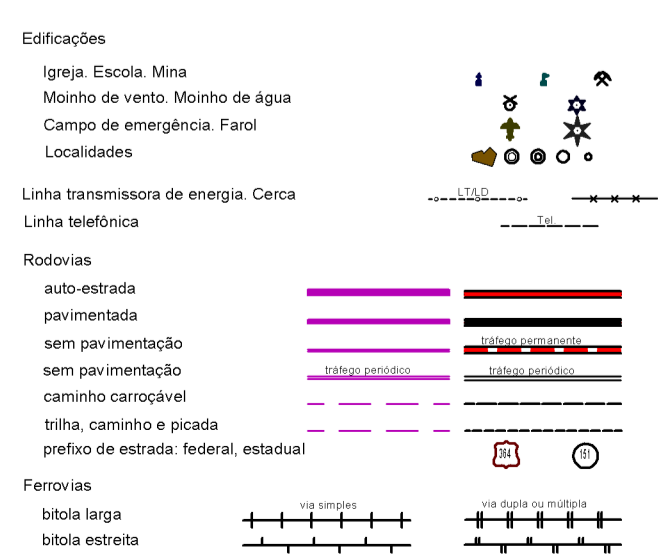 Edificações
Igreja. Escola. Mina
Moinho de vento. Moinho de água
Campo de emergência. Farol
Localidades
Linha transmissora de energia. Cerca LT/LD
Linha telefônica Tel.
Rodovias
auto-estrada
pavimentada
sem pavimentação tráfego permanente
sem pavimentação tráfego periódico tráfego periódico
caminho carroçável
trilha, caminho e picada
prefixo de estrada: federal, estadual 364 151
Ferrovias
bitola larga via simples via dupla ou múltipla
bitola estreita